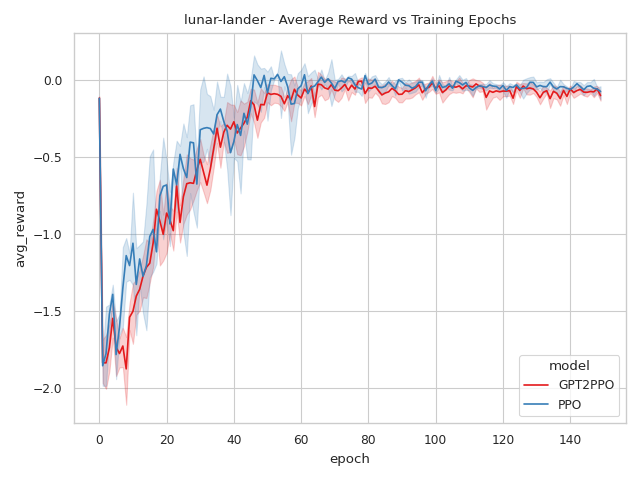 lunar-lander - Average Reward vs Training Epochs
avg_reward
0.0
−0.5
−1.0
−1.5
−2.0
model
GPT2PPO
PPO
0 20 40 60 80 100 120 140
epoch